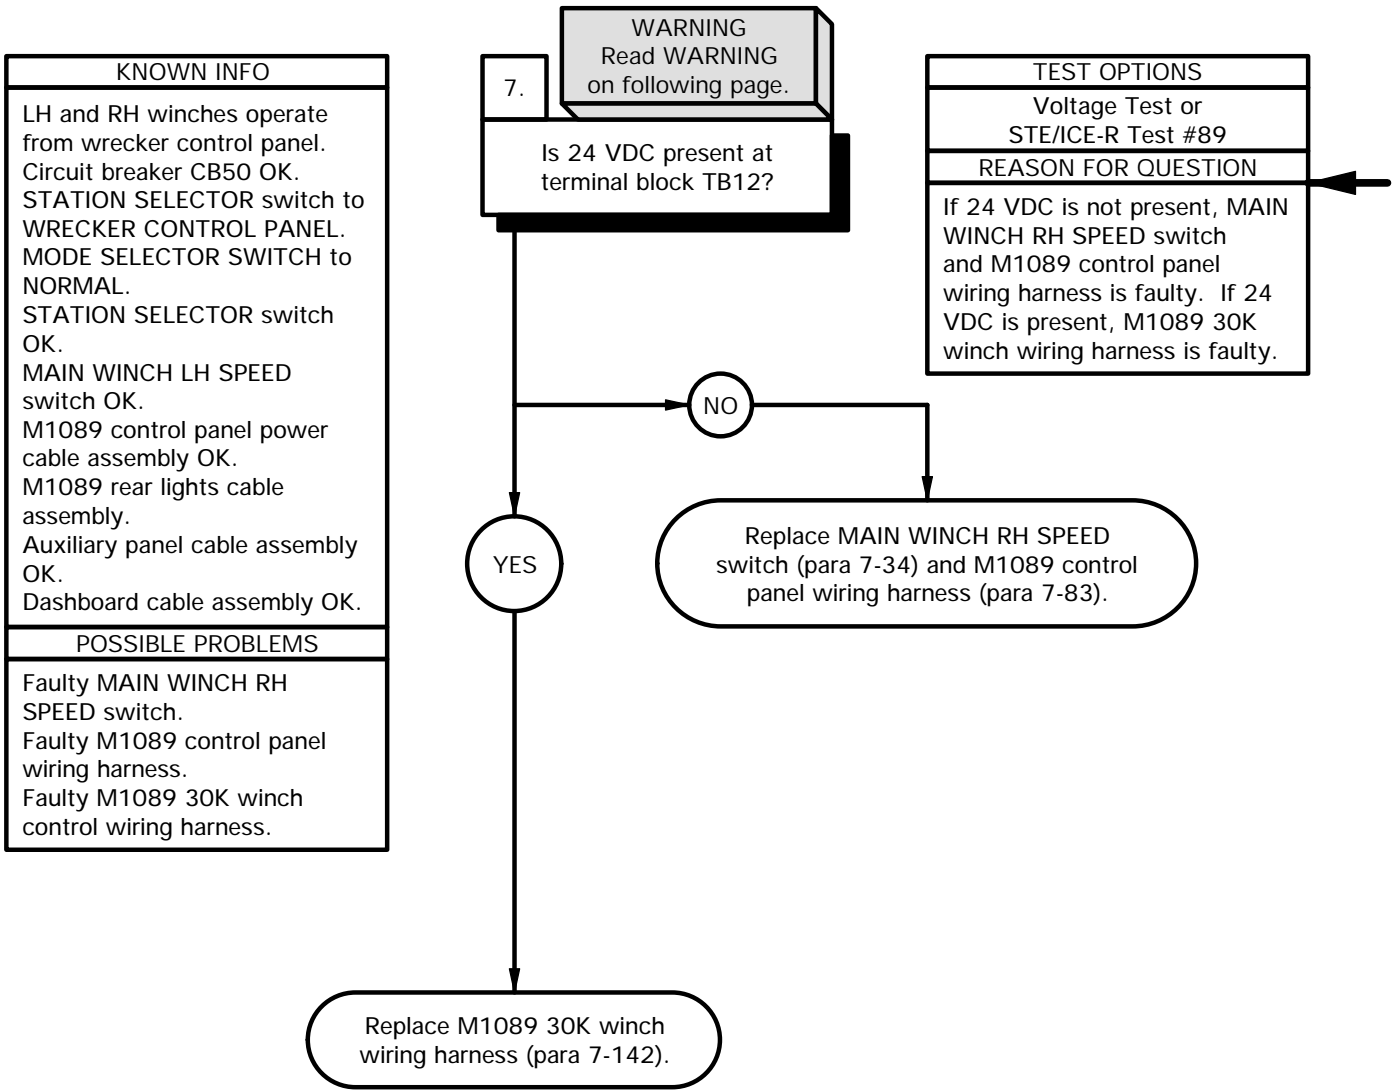 KNOWN INFO
LH and RH winches operate
from wrecker control panel.
Circuit breaker CB50 OK.
STATION SELECTOR switch to
WRECKER CONTROL PANEL.
MODE SELECTOR SWITCH to
NORMAL.
STATION SELECTOR switch
OK.
MAIN WINCH LH SPEED
switch OK.
M1089 control panel power
cable assembly OK.
M1089 rear lights cable
assembly.
Auxiliary panel cable assembly
OK.
Dashboard cable assembly OK.
POSSIBLE PROBLEMS
Faulty MAIN WINCH RH
SPEED switch.
Faulty M1089 control panel
wiring harness.
Faulty M1089 30K winch
control wiring harness.
WARNING
Read WARNING
on following page.
7.
Is 24 VDC present at
terminal block TB12?
TEST OPTIONS
Voltage Test or
STE/ICE-R Test #89
REASON FOR QUESTION
If 24 VDC is not present, MAIN
WINCH RH SPEED switch
and M1089 control panel
wiring harness is faulty.  If 24
VDC is present, M1089 30K
winch wiring harness is faulty.
NO
Replace MAIN WINCH RH SPEED
switch (para 7-34) and M1089 control
panel wiring harness (para 7-83).
YES
Replace M1089 30K winch
wiring harness (para 7-142).